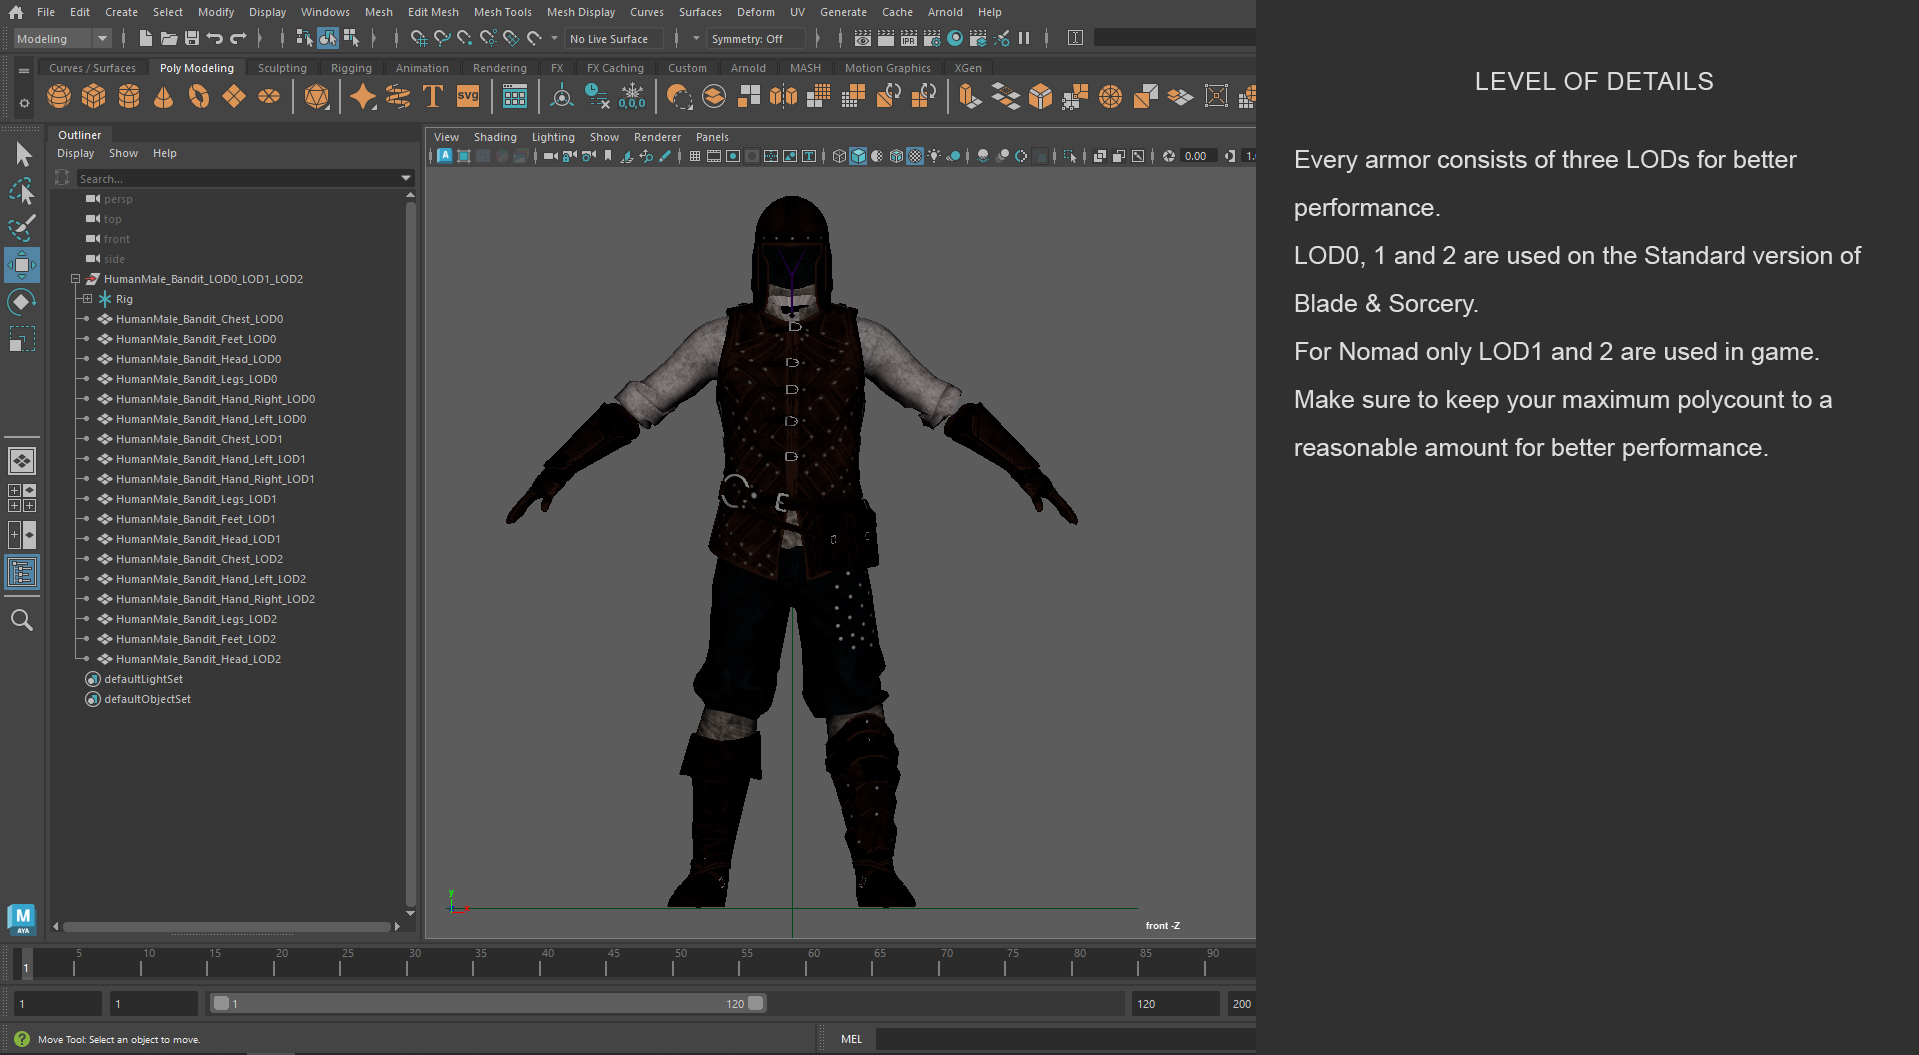 File Edit Create Select Modify Display Windows Mesh Edit Mesh Mesh Tools Mesh Display Curves Surfaces Deform UV Generate Cache Arnold Help
Modeling No Live Surface Symmetry: Off IPR
Curves / Surfaces Poly Modeling Sculpting Rigging Animation Rendering FX FX Caching Custom Arnold MASH Motion Graphics XGen
T svg 0,0,0
Outliner
Display Show Help
Search...
persp
top
front
side
HumanMale_Bandit_LOD0_LOD1_LOD2
Rig
HumanMale_Bandit_Chest_LOD0
HumanMale_Bandit_Feet_LOD0
HumanMale_Bandit_Head_LOD0
HumanMale_Bandit_Legs_LOD0
HumanMale_Bandit_Hand_Right_LOD0
HumanMale_Bandit_Hand_Left_LOD0
HumanMale_Bandit_Chest_LOD1
HumanMale_Bandit_Hand_Left_LOD1
HumanMale_Bandit_Hand_Right_LOD1
HumanMale_Bandit_Legs_LOD1
HumanMale_Bandit_Feet_LOD1
HumanMale_Bandit_Head_LOD1
HumanMale_Bandit_Chest_LOD2
HumanMale_Bandit_Hand_Left_LOD2
HumanMale_Bandit_Hand_Right_LOD2
HumanMale_Bandit_Legs_LOD2
HumanMale_Bandit_Feet_LOD2
HumanMale_Bandit_Head_LOD2
defaultLightSet
defaultObjectSet
M
AYA
View Shading Lighting Show Renderer Panels
A T 0.00 1.
y
front -Z
1 5 10 15 20 25 30 35 40 45 50 55 60 65 70 75 80 85 90
1 1 1 120 120 200
Move Tool: Select an object to move. MEL
LEVEL OF DETAILS
Every armor consists of three LODs for better
performance.
LOD0, 1 and 2 are used on the Standard version of
Blade & Sorcery.
For Nomad only LOD1 and 2 are used in game.
Make sure to keep your maximum polycount to a
reasonable amount for better performance.